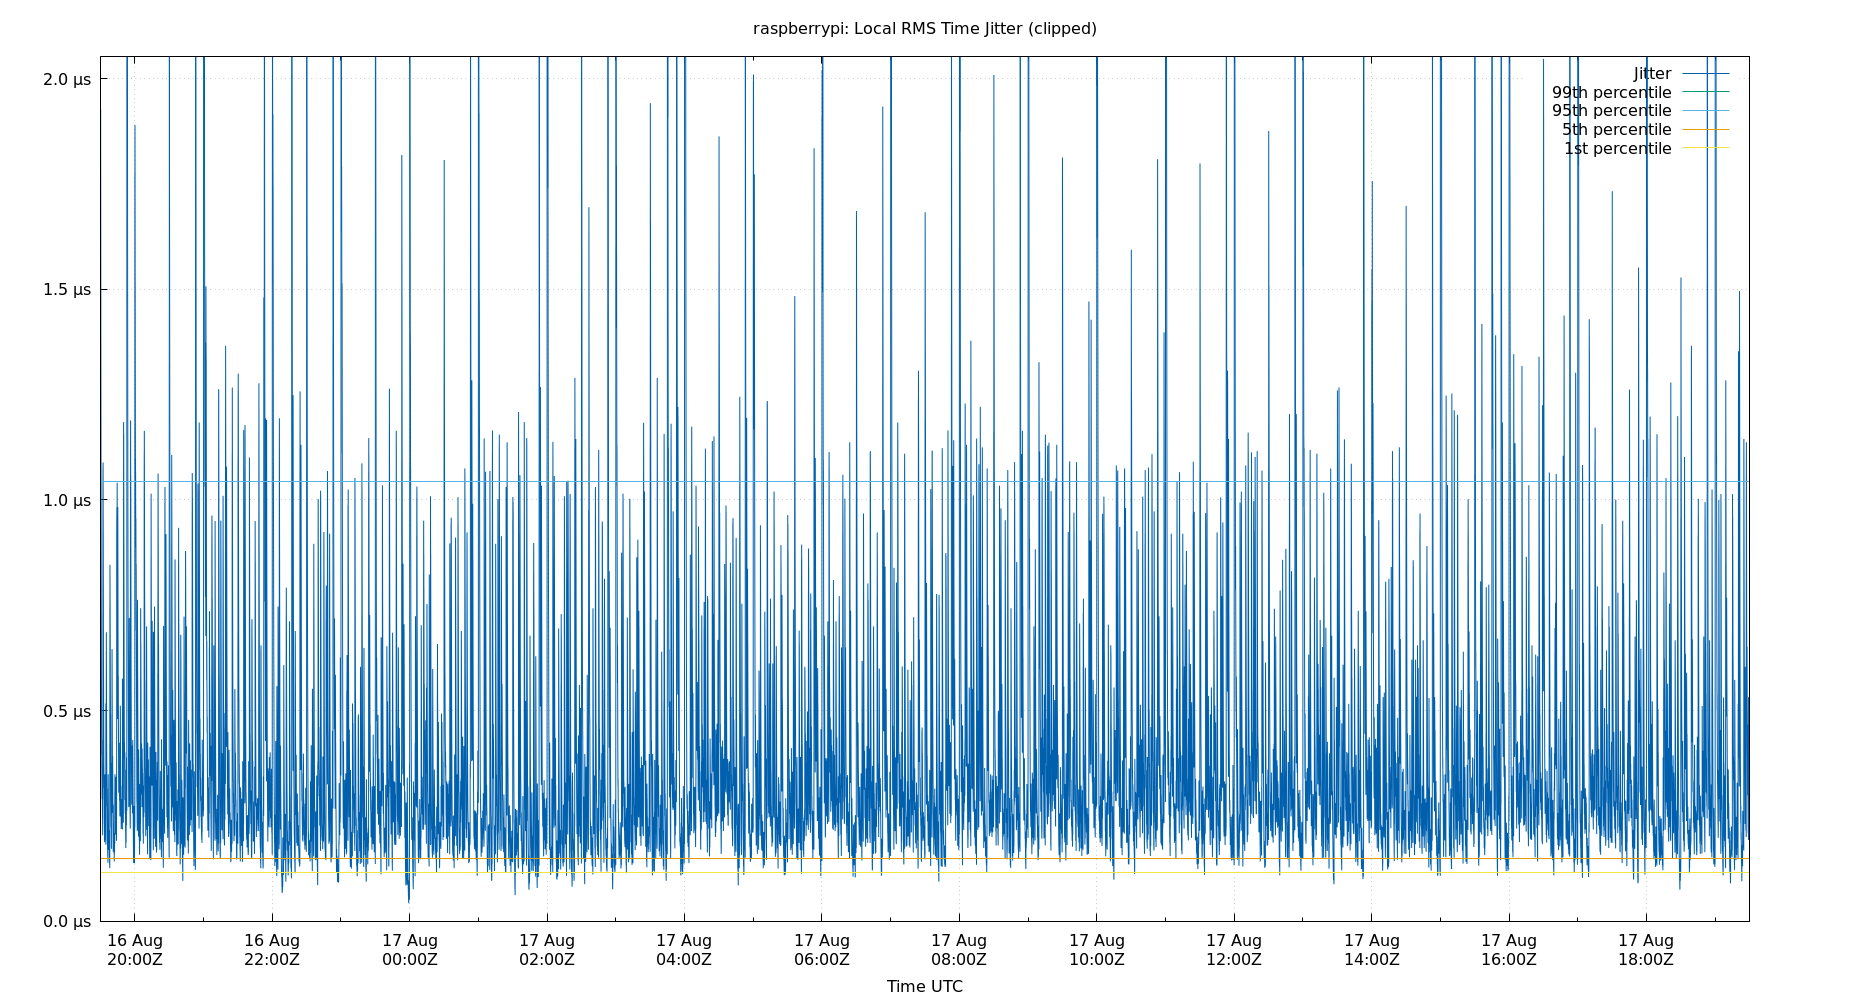 raspberrypi: Local RMS Time Jitter (clipped)
Jitter
99th percentile
95th percentile
5th percentile
1st percentile
2.0 µs
1.5 µs
1.0 µs
0.5 µs
0.0 µs
16 Aug 16 Aug 17 Aug 17 Aug 17 Aug 17 Aug 17 Aug 17 Aug 17 Aug 17 Aug 17 Aug 17 Aug
20:00Z 22:00Z 00:00Z 02:00Z 04:00Z 06:00Z 08:00Z 10:00Z 12:00Z 14:00Z 16:00Z 18:00Z
Time UTC